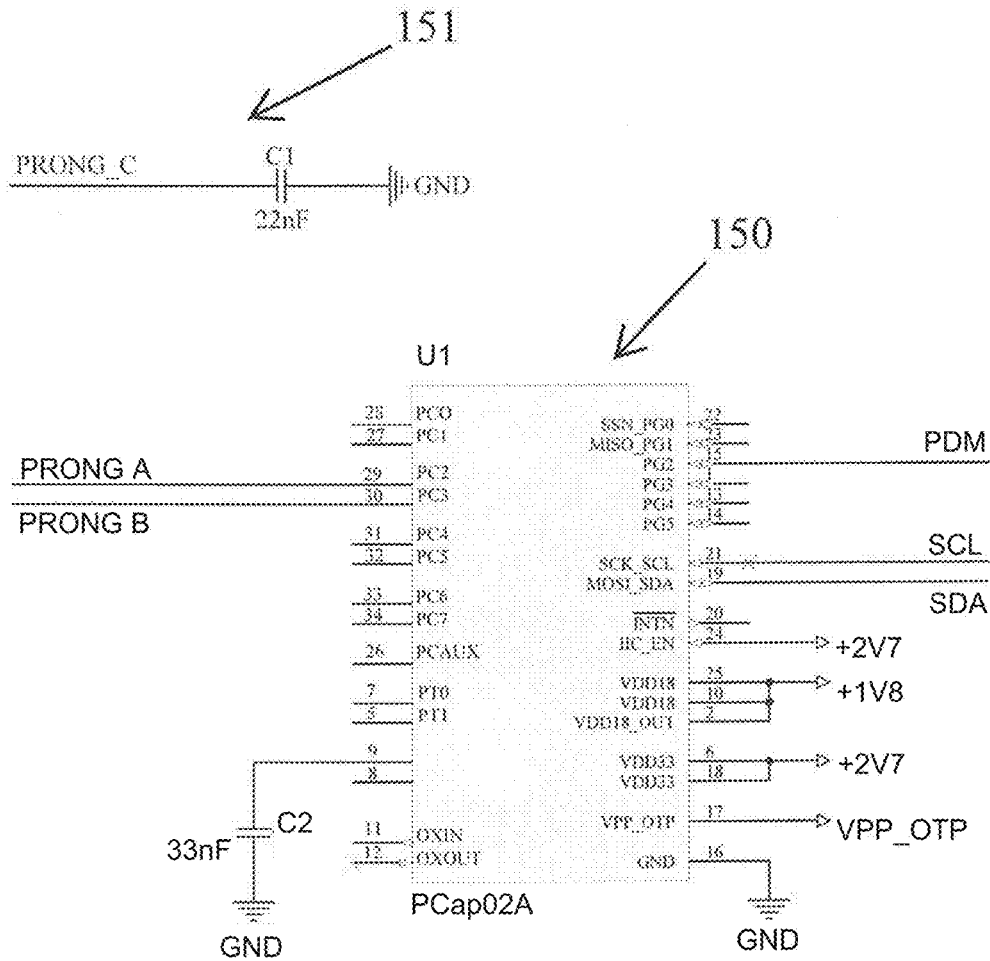 151
PRONG_C
C1
GND
22nF
150
U1
28 PC0
27 PC1
PRONG A 29 PC2
PRONG B 30 PC3
31 PC4
32 PC5
33 PC6
34 PC7
26 PCAUX
7 PT0
5 PT1
9
8
C2
33nF
GND
11 OXIN
12 OXOUT
PCap02A
SSN_PG0 22
MISO_PG1
PG2 15 PDM
PG3
PG4
PG5 14
SCK_SCL 21 SCL
MOSI_SDA 19 SDA
INTN 20
IIC_EN 24 +2V7
VDD18 25 +1V8
VDD18 10
VDD18_OUT 2
VDD33 6 +2V7
VDD33 18
VPP_OTP 17 VPP_OTP
GND 16
GND